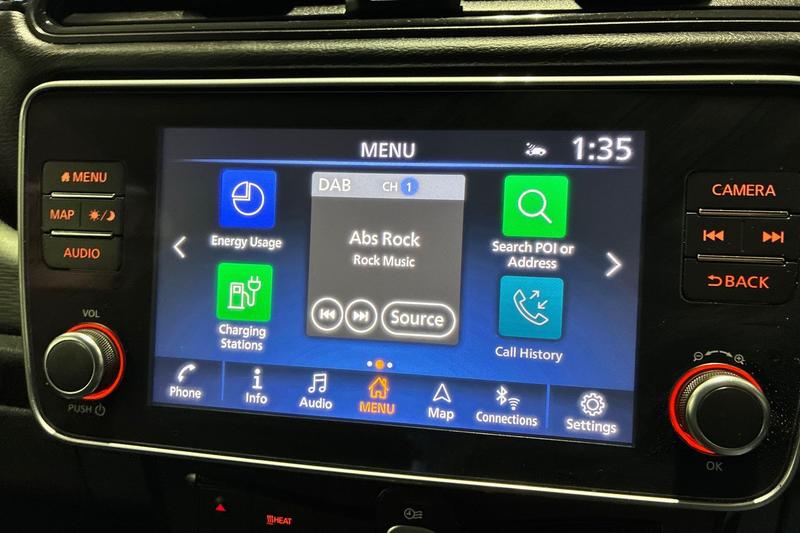 MENU
MAP
AUDIO
VOL
PUSH
MENU
1:35
Energy Usage
Charging
Stations
DAB CH 1
Abs Rock
Rock Music
Source
Search POI or
Address
Call History
Phone
Info
Audio
MENU
Map
Connections
Settings
CAMERA
BACK
OK
HEAT